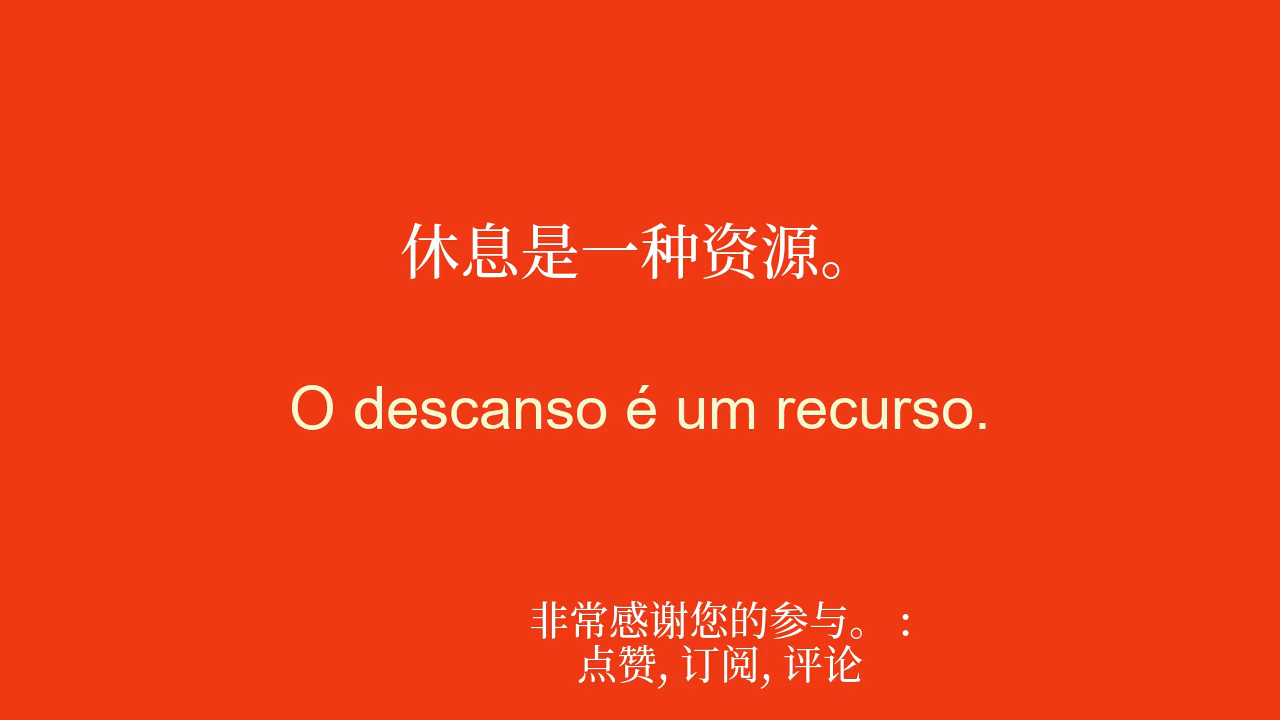 休息是一种资源。
O descanso é um recurso.
非常感谢您的参与。 :
点赞, 订阅, 评论